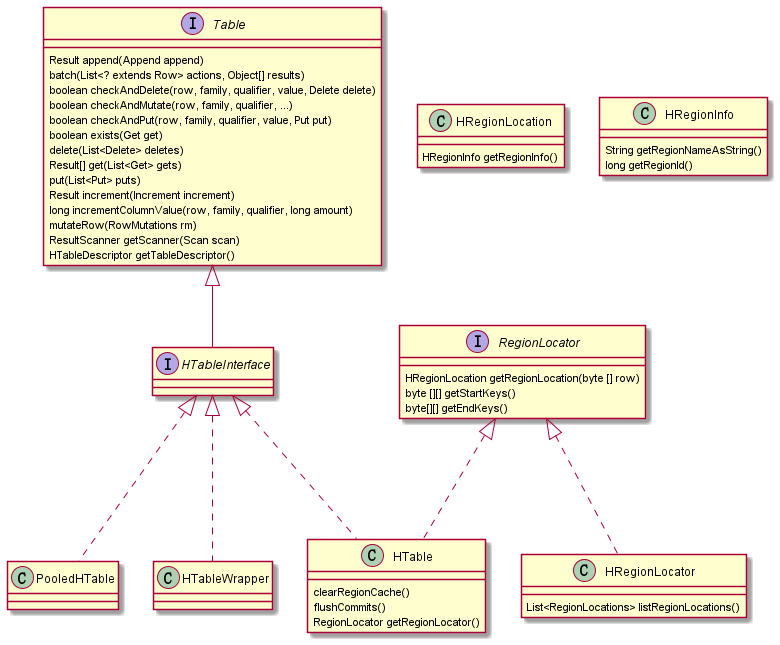 I Table
Result append(Append append)
batch(List<? extends Row> actions, Object[] results)
boolean checkAndDelete(row, family, qualifier, value, Delete delete)
boolean checkAndMutate(row, family, qualifier, ...)
boolean checkAndPut(row, family, qualifier, value, Put put)
boolean exists(Get get)
delete(List<Delete> deletes)
Result[] get(List<Get> gets)
put(List<Put> puts)
Result increment(Increment increment)
long incrementColumnValue(row, family, qualifier, long amount)
mutateRow(RowMutations rm)
ResultScanner getScanner(Scan scan)
HTableDescriptor getTableDescriptor()
C HRegionLocation
HRegionInfo getRegionInfo()
C HRegionInfo
String getRegionNameAsString()
long getRegionId()
I HTableInterface
I RegionLocator
HRegionLocation getRegionLocation(byte [] row)
byte [][] getStartKeys()
byte[][] getEndKeys()
C PooledHTable
C HTableWrapper
C HTable
clearRegionCache()
flushCommits()
RegionLocator getRegionLocator()
C HRegionLocator
List<RegionLocations> listRegionLocations()